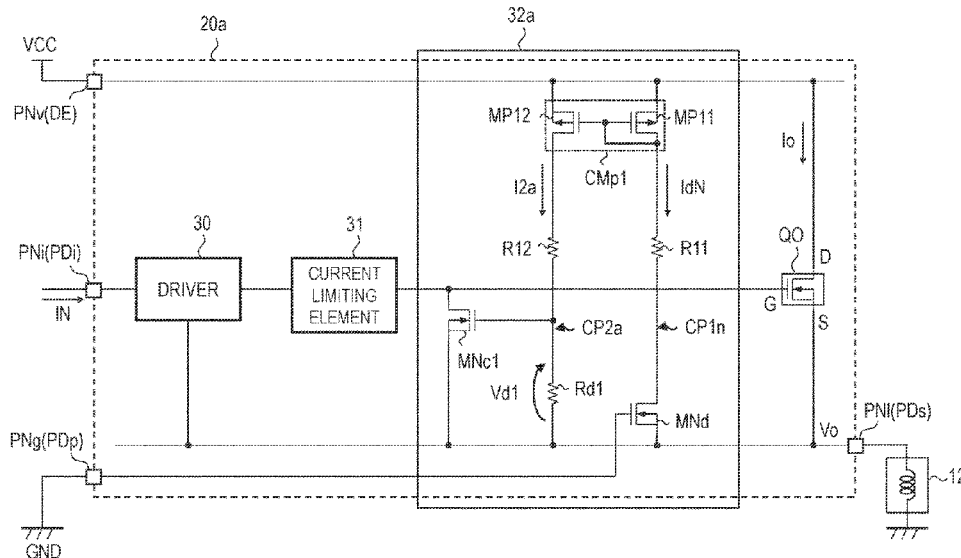 20a
32a
VCC
PNv(DE)
MP12
MP11
CMp1
Io
I2a
IdN
30
31
PNi(PDi)
R12
R11
QO
D
DRIVER
CURRENT
LIMITING
ELEMENT
IN
G
S
MNc1
CP2a
CP1n
Vd1
Rd1
MNd
PNl(PDs)
PNg(PDp)
Vo
12
GND